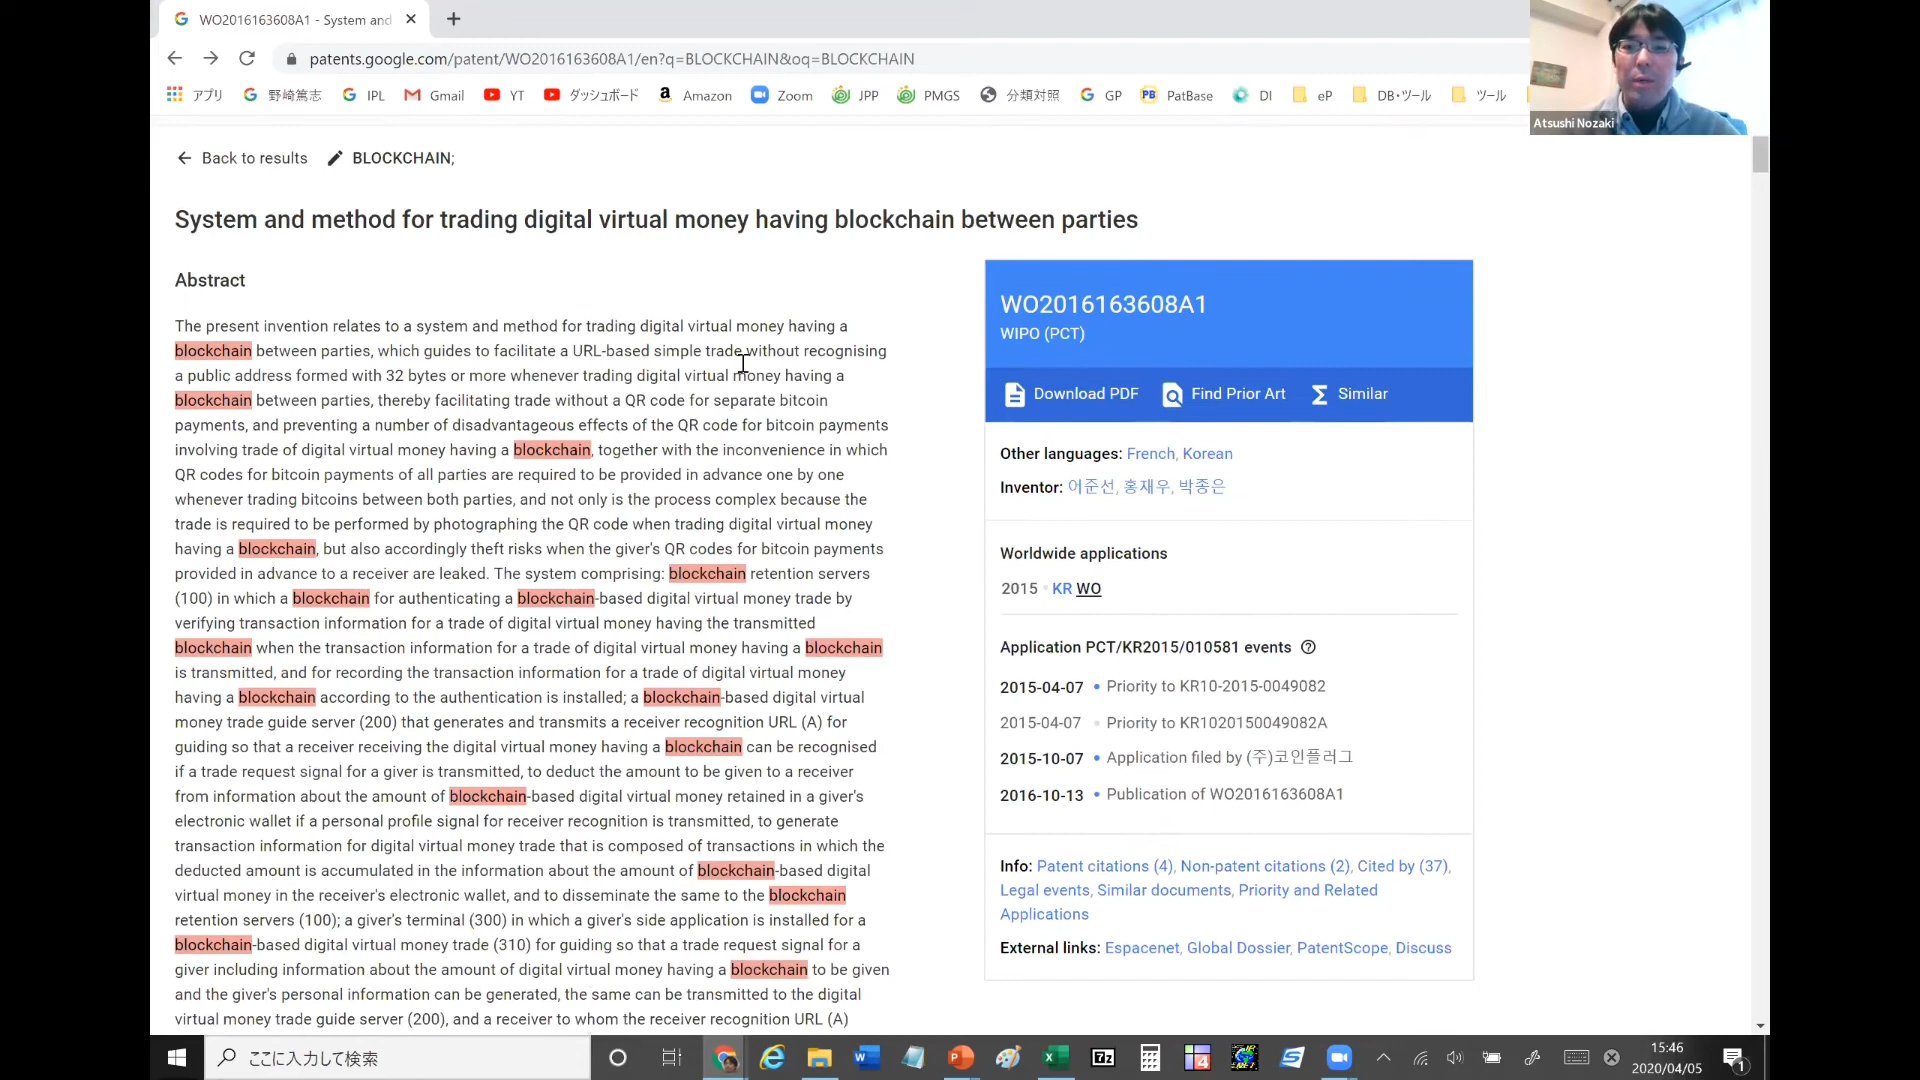 WO2016163608A1 - System and
patents.google.com/patent/WO2016163608A1/en?q=BLOCKCHAIN&oq=BLOCKCHAIN
アプリ 野崎篤志 IPL Gmail YT ダッシュボード Amazon Zoom JPP PMGS 分類対照 GP PatBase DI eP DB・ツール ツール
Atsushi Nozaki
Back to results BLOCKCHAIN;
System and method for trading digital virtual money having blockchain between parties
Abstract
The present invention relates to a system and method for trading digital virtual money having a
blockchain between parties, which guides to facilitate a URL-based simple trade without recognising
a public address formed with 32 bytes or more whenever trading digital virtual money having a
blockchain between parties, thereby facilitating trade without a QR code for separate bitcoin
payments, and preventing a number of disadvantageous effects of the QR code for bitcoin payments
involving trade of digital virtual money having a blockchain, together with the inconvenience in which
QR codes for bitcoin payments of all parties are required to be provided in advance one by one
whenever trading bitcoins between both parties, and not only is the process complex because the
trade is required to be performed by photographing the QR code when trading digital virtual money
having a blockchain, but also accordingly theft risks when the giver's QR codes for bitcoin payments
provided in advance to a receiver are leaked. The system comprising: blockchain retention servers
(100) in which a blockchain for authenticating a blockchain-based digital virtual money trade by
verifying transaction information for a trade of digital virtual money having the transmitted
blockchain when the transaction information for a trade of digital virtual money having a blockchain
is transmitted, and for recording the transaction information for a trade of digital virtual money
having a blockchain according to the authentication is installed; a blockchain-based digital virtual
money trade guide server (200) that generates and transmits a receiver recognition URL (A) for
guiding so that a receiver receiving the digital virtual money having a blockchain can be recognised
if a trade request signal for a giver is transmitted, to deduct the amount to be given to a receiver
from information about the amount of blockchain-based digital virtual money retained in a giver's
electronic wallet if a personal profile signal for receiver recognition is transmitted, to generate
transaction information for digital virtual money trade that is composed of transactions in which the
deducted amount is accumulated in the information about the amount of blockchain-based digital
virtual money in the receiver's electronic wallet, and to disseminate the same to the blockchain
retention servers (100); a giver's terminal (300) in which a giver's side application is installed for a
blockchain-based digital virtual money trade (310) for guiding so that a trade request signal for a
giver including information about the amount of digital virtual money having a blockchain to be given
and the giver's personal information can be generated, the same can be transmitted to the digital
virtual money trade guide server (200), and a receiver to whom the receiver recognition URL (A)
WO2016163608A1
WIPO (PCT)
Download PDF Find Prior Art Similar
Other languages: French, Korean
Inventor: 어준선, 홍재우, 박종은
Worldwide applications
2015 KR WO
Application PCT/KR2015/010581 events
2015-04-07 Priority to KR10-2015-0049082
2015-04-07 Priority to KR1020150049082A
2015-10-07 Application filed by (주)코인플러그
2016-10-13 Publication of WO2016163608A1
Info: Patent citations (4), Non-patent citations (2), Cited by (37),
Legal events, Similar documents, Priority and Related
Applications
External links: Espacenet, Global Dossier, PatentScope, Discuss
ここに入力して検索
15:46
2020/04/05